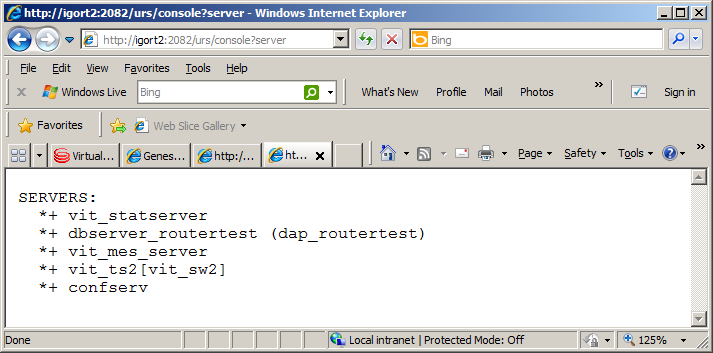 http://igort2:2082/urs/console?server - Windows Internet Explorer
http://igort2:2082/urs/console?server
Bing
File Edit View Favorites Tools Help
x Windows Live Bing What's New Profile Mail Photos » Sign in
Favorites Web Slice Gallery
Virtual... Genes... http:/... ht... Page Safety Tools »
SERVERS:
*+ vit_statserver
*+ dbserver_routertest (dap_routertest)
*+ vit_mes_server
*+ vit_ts2[vit_sw2]
*+ confserv
Done Local intranet | Protected Mode: Off 125%